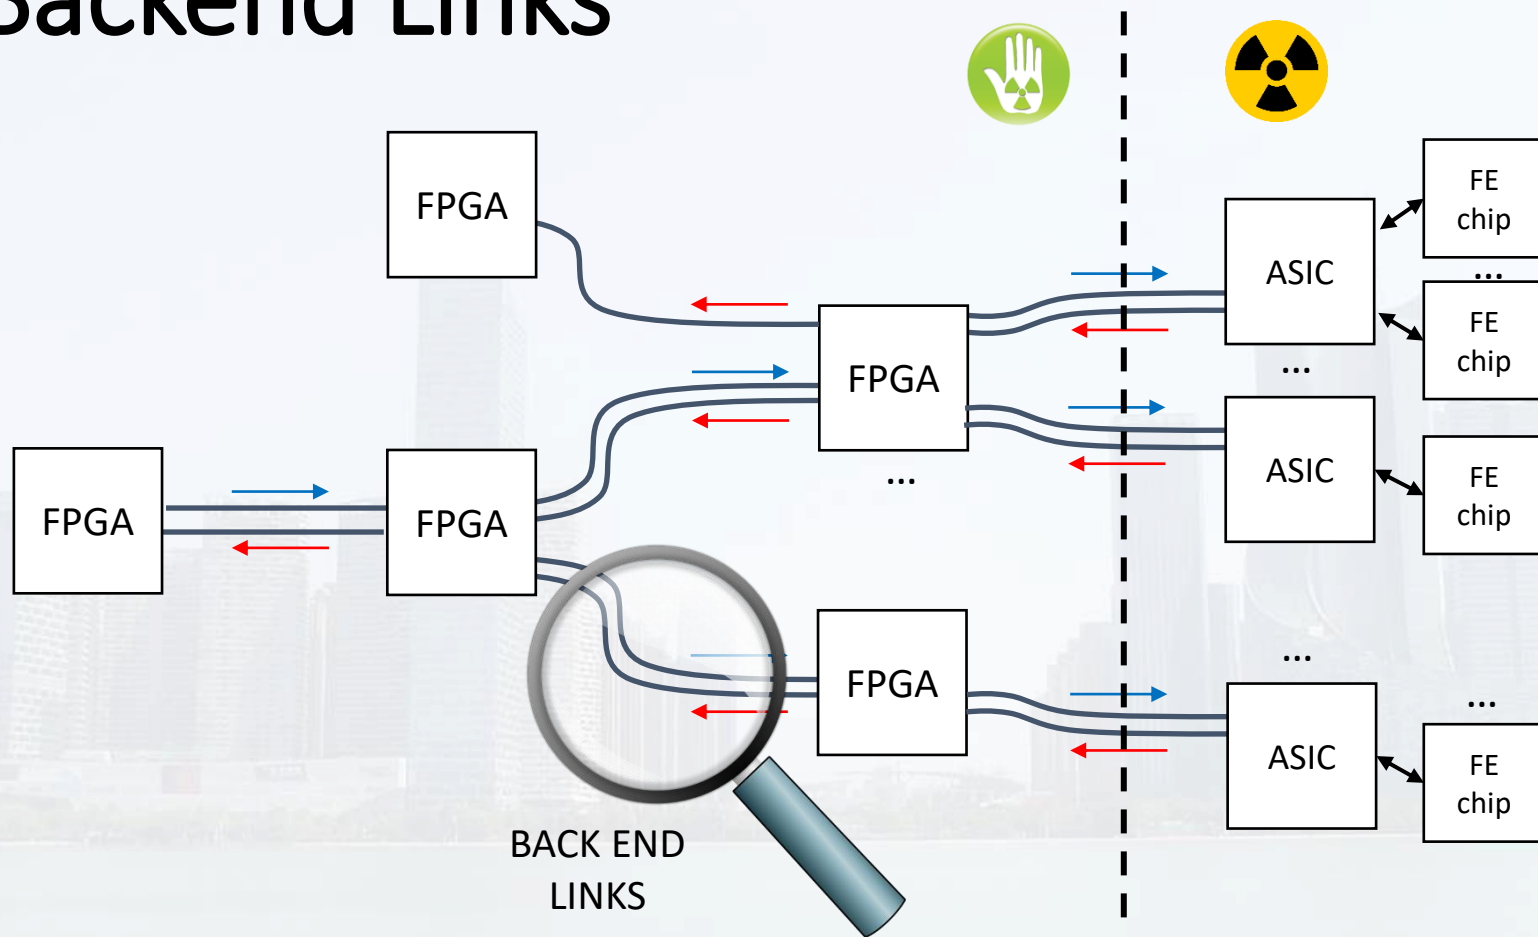 Backend Links
FPGA
FE
chip
ASIC
...
FE
chip
FPGA
...
ASIC
FE
chip
...
FPGA
FPGA
FPGA
...
...
ASIC
FE
chip
BACK END
LINKS